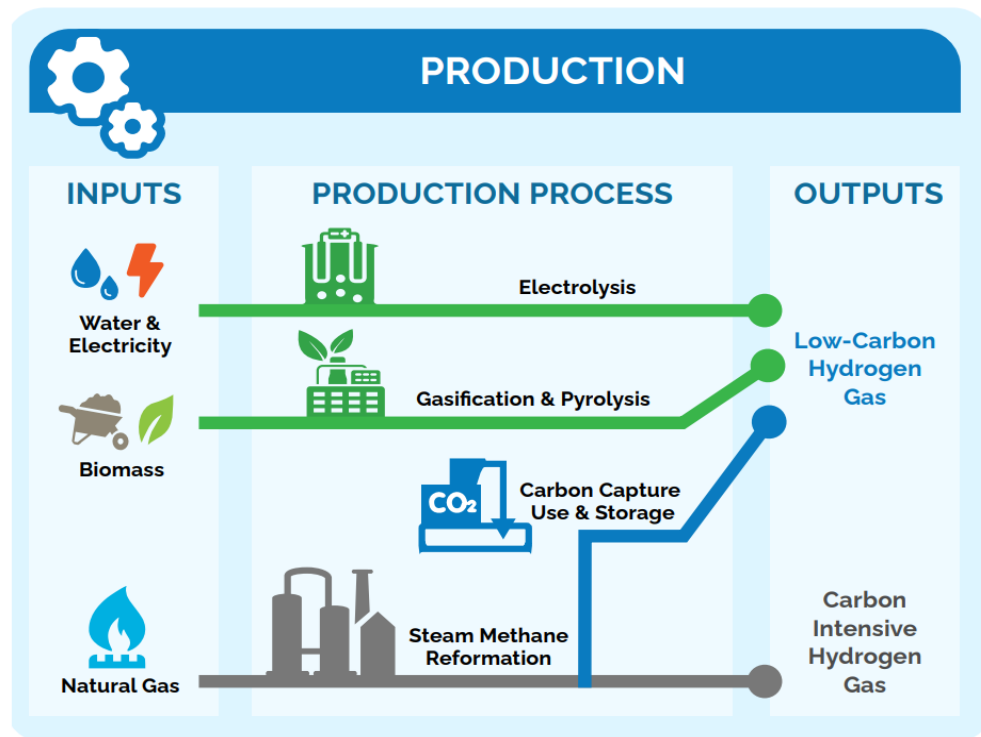 PRODUCTION
INPUTS
PRODUCTION PROCESS
OUTPUTS
Water &
Electricity
Electrolysis
Low-Carbon
Hydrogen
Gas
Biomass
Gasification & Pyrolysis
CO₂
Carbon Capture
Use & Storage
Natural Gas
Steam Methane
Reformation
Carbon
Intensive
Hydrogen
Gas